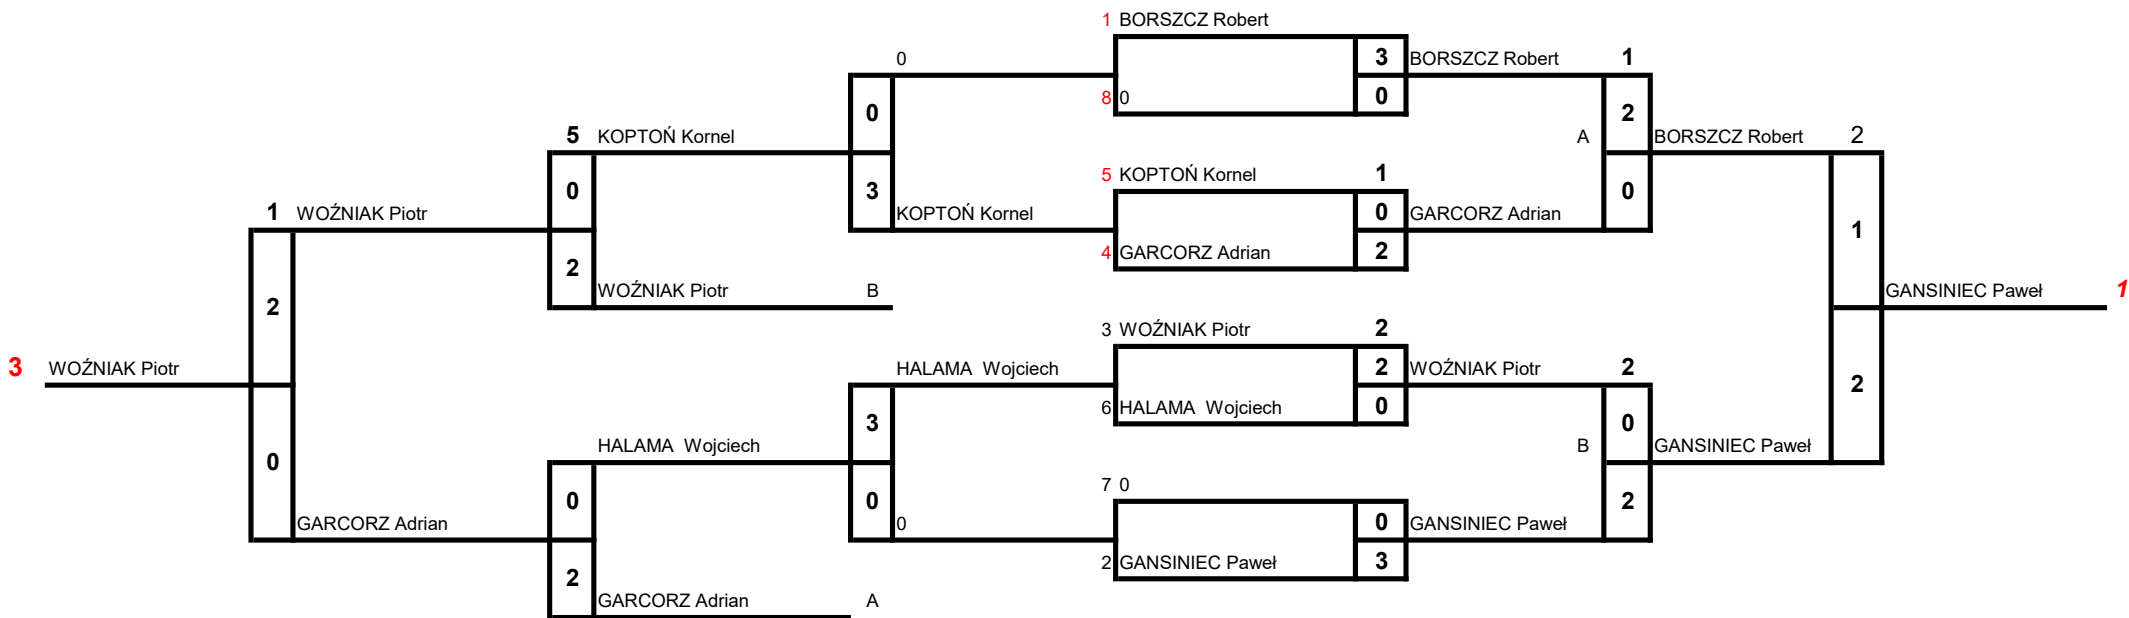 1 BORSZCZ Robert
0 3 BORSZCZ Robert 1
8 0 0
0 2
5 KOPTOŃ Kornel A BORSZCZ Robert 2
5 KOPTOŃ Kornel 1
0 3 0
1 WOŹNIAK Piotr KOPTOŃ Kornel 0 GARCORZ Adrian
1
4 GARCORZ Adrian 2
2
WOŹNIAK Piotr B GANSINIEC Paweł 1
2
3 WOŹNIAK Piotr 2
3 WOŹNIAK Piotr HALAMA Wojciech 2 WOŹNIAK Piotr 2
2
6 HALAMA Wojciech 0
3 0
HALAMA Wojciech B GANSINIEC Paweł
0
7 0
0 0 2
GARCORZ Adrian 0 0 GANSINIEC Paweł
2 GANSINIEC Paweł 3
2
GARCORZ Adrian A